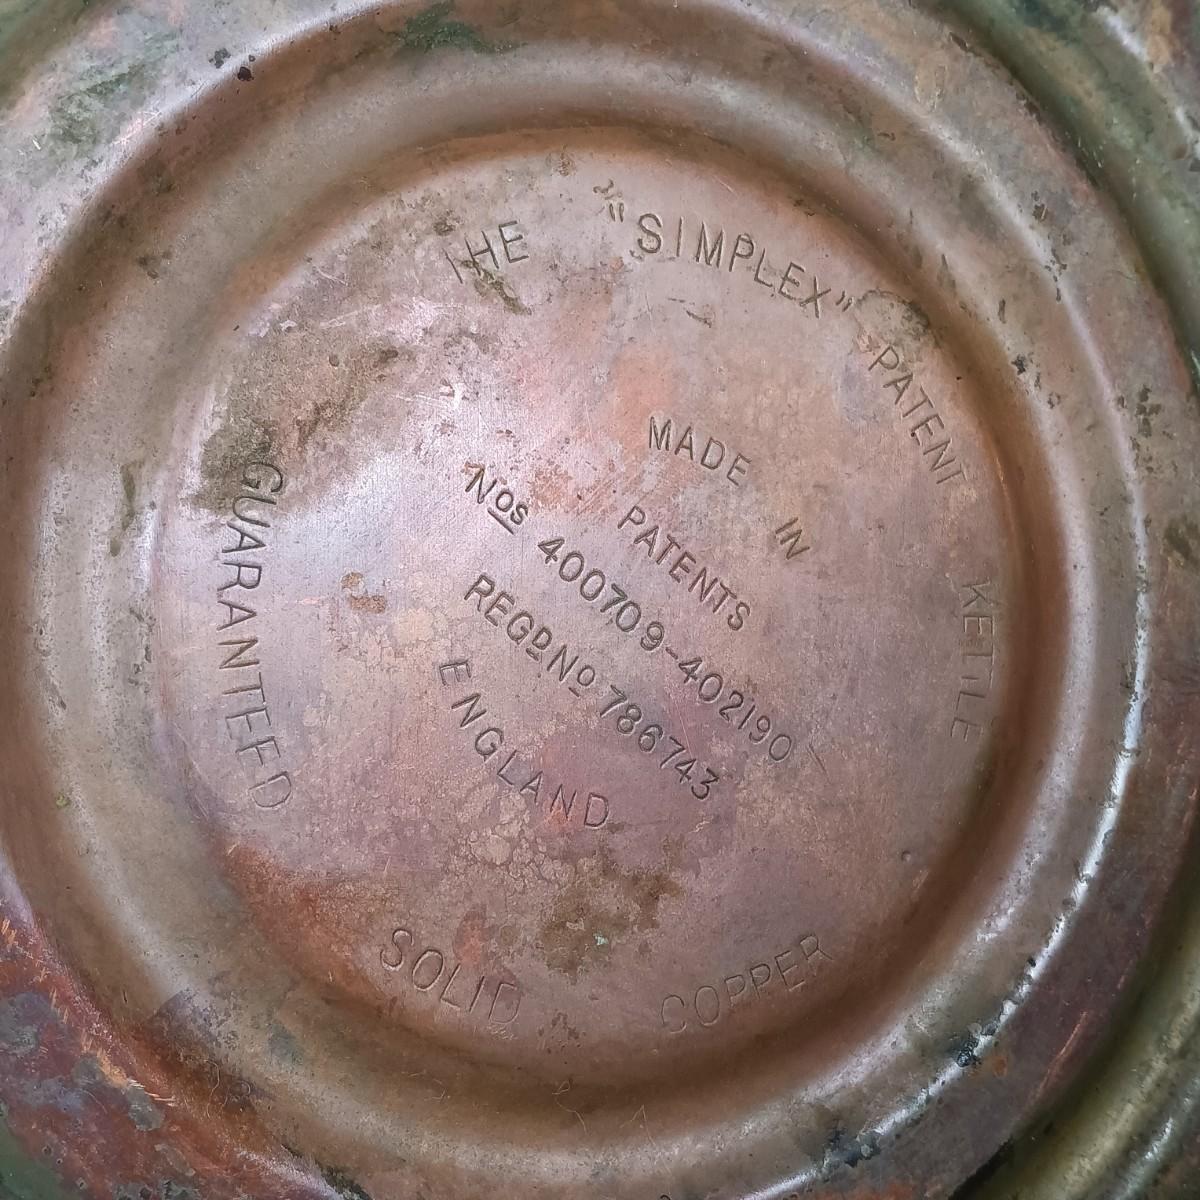 THE "SIMPLEX" PATENT KETTLE
GUARANTEED SOLID COPPER
MADE IN
PATENTS
Nos 400709-402190
REGD No 786743
ENGLAND